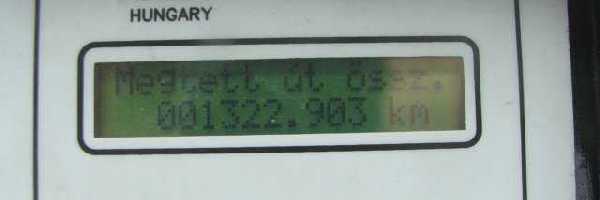 HUNGARY
Megtett út össz.
001322.903 km